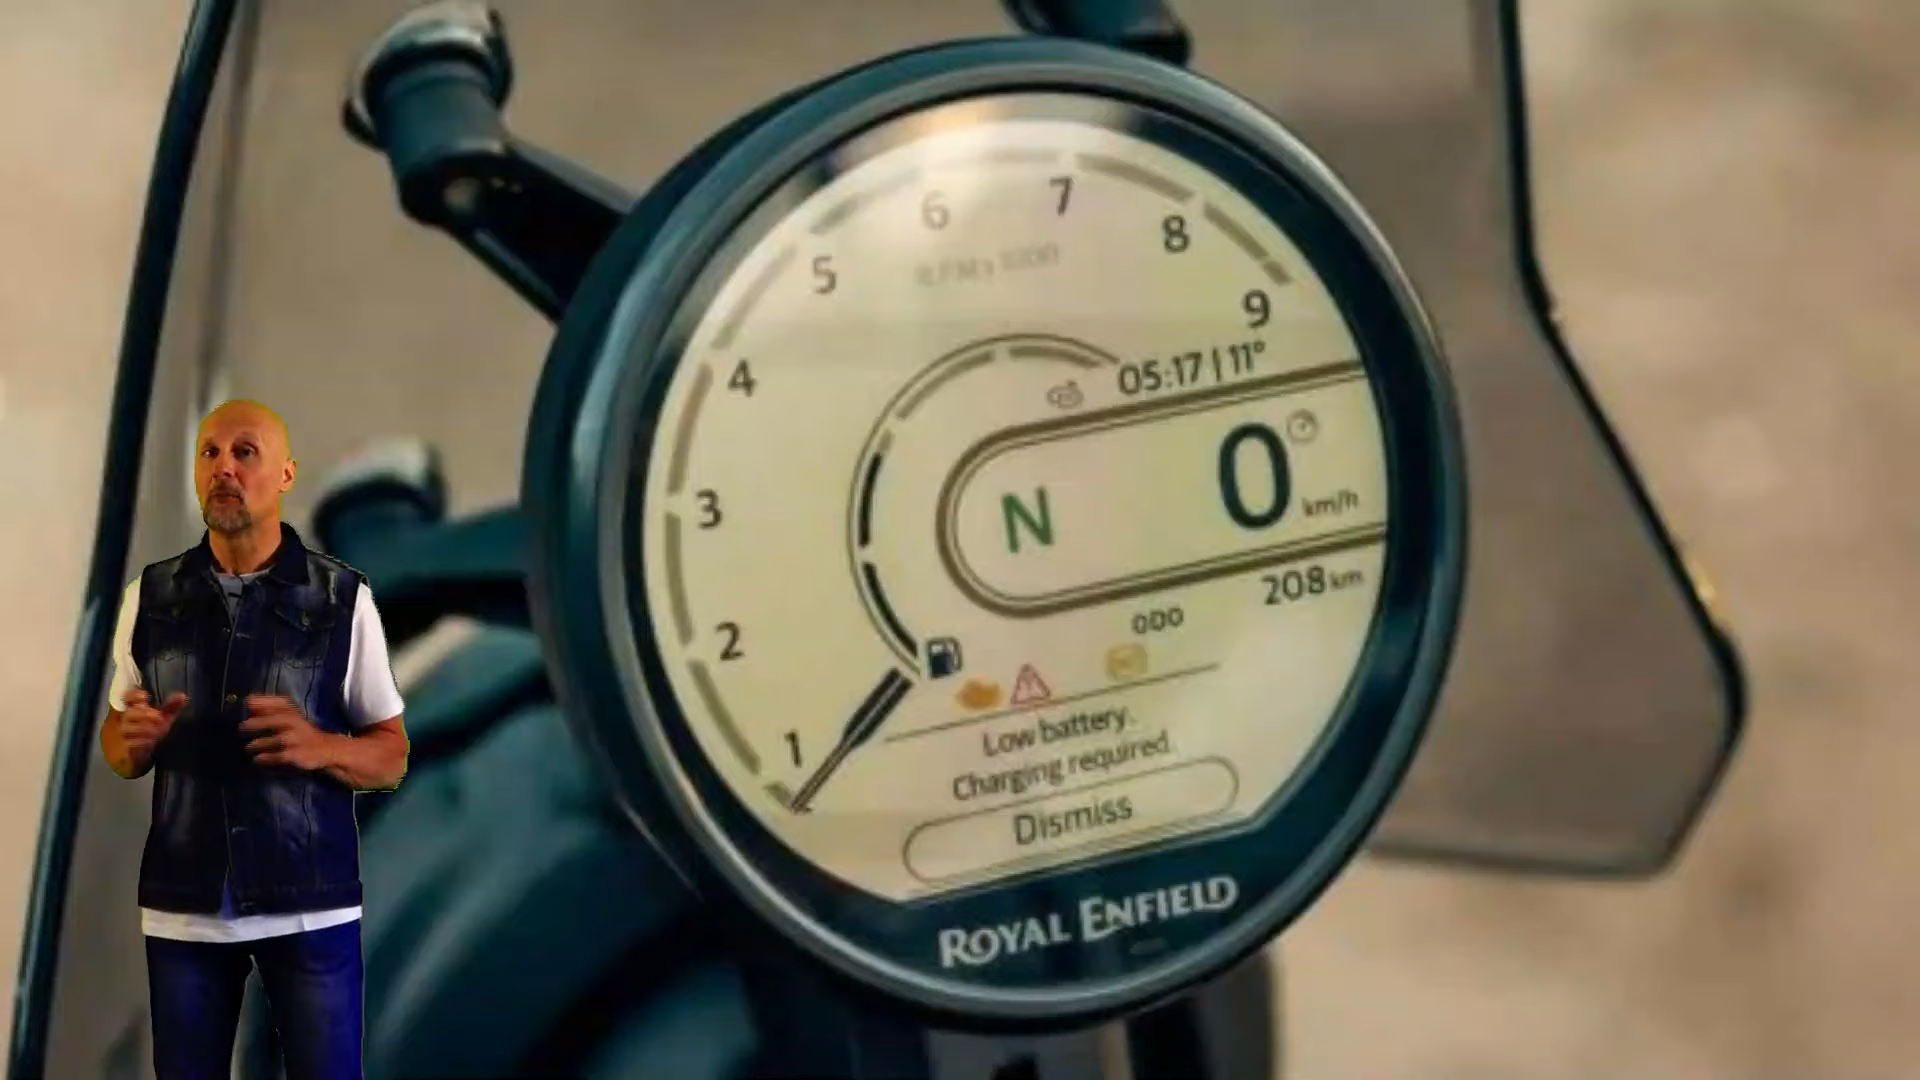 6
7
5
8
9
4
05:17 | 11°
3
N
0
km/h
208 km
ODO
2
1
Low battery.
Charging required.
Dismiss
ROYAL ENFIELD